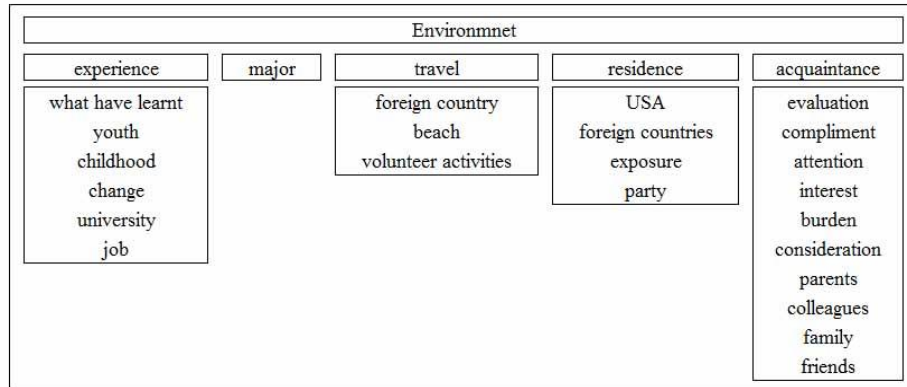 Environmnet
experience
major
travel
residence
acquaintance
what have learnt
youth
childhood
change
university
job
foreign country
beach
volunteer activities
USA
foreign countries
exposure
party
evaluation
compliment
attention
interest
burden
consideration
parents
colleagues
family
friends